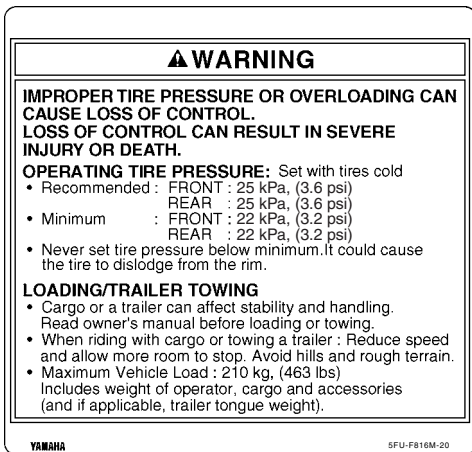 WARNING
IMPROPER TIRE PRESSURE OR OVERLOADING CAN
CAUSE LOSS OF CONTROL.
LOSS OF CONTROL CAN RESULT IN SEVERE
INJURY OR DEATH.
OPERATING TIRE PRESSURE: Set with tires cold
• Recommended : FRONT : 25 kPa, (3.6 psi)
REAR : 25 kPa, (3.6 psi)
• Minimum : FRONT : 22 kPa, (3.2 psi)
REAR : 22 kPa, (3.2 psi)
• Never set tire pressure below minimum.It could cause
the tire to dislodge from the rim.
LOADING/TRAILER TOWING
• Cargo or a trailer can affect stability and handling.
Read owner's manual before loading or towing.
• When riding with cargo or towing a trailer : Reduce speed
and allow more room to stop. Avoid hills and rough terrain.
• Maximum Vehicle Load : 210 kg, (463 lbs)
Includes weight of operator, cargo and accessories
(and if applicable, trailer tongue weight).
YAMAHA 5FU-F816M-20